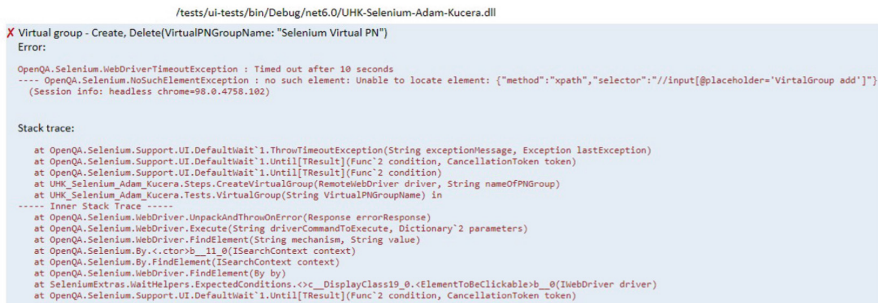 /tests/ui-tests/bin/Debug/net6.0/UHK-Selenium-Adam-Kucera.dll
✗ Virtual group - Create, Delete(VirtualPNGroupName: "Selenium Virtual PN")
Error:
OpenQA.Selenium.WebDriverTimeoutException : Timed out after 10 seconds
---- OpenQA.Selenium.NoSuchElementException : no such element: Unable to locate element: {"method":"xpath","selector":"//input[@placeholder='VirtalGroup add']"}
(Session info: headless chrome=98.0.4758.102)
Stack trace:
at OpenQA.Selenium.Support.UI.DefaultWait`1.ThrowTimeoutException(String exceptionMessage, Exception lastException)
at OpenQA.Selenium.Support.UI.DefaultWait`1.Until[TResult](Func`2 condition, CancellationToken token)
at OpenQA.Selenium.Support.UI.DefaultWait`1.Until[TResult](Func`2 condition)
at UHK_Selenium_Adam_Kucera.Steps.CreateVirtualGroup(RemoteWebDriver driver, String nameOfPNGroup)
at UHK_Selenium_Adam_Kucera.Tests.VirtualGroup(String VirtualPNGroupName) in
----- Inner Stack Trace -----
at OpenQA.Selenium.WebDriver.UnpackAndThrowOnError(Response errorResponse)
at OpenQA.Selenium.WebDriver.Execute(String driverCommandToExecute, Dictionary`2 parameters)
at OpenQA.Selenium.WebDriver.FindElement(String mechanism, String value)
at OpenQA.Selenium.By.<.ctor>b__11_0(ISearchContext context)
at OpenQA.Selenium.By.FindElement(ISearchContext context)
at OpenQA.Selenium.WebDriver.FindElement(By by)
at SeleniumExtras.WaitHelpers.ExpectedConditions.<>c__DisplayClass19_0.<ElementToBeClickable>b__0(IWebDriver driver)
at OpenQA.Selenium.Support.UI.DefaultWait`1.Until[TResult](Func`2 condition, CancellationToken token)